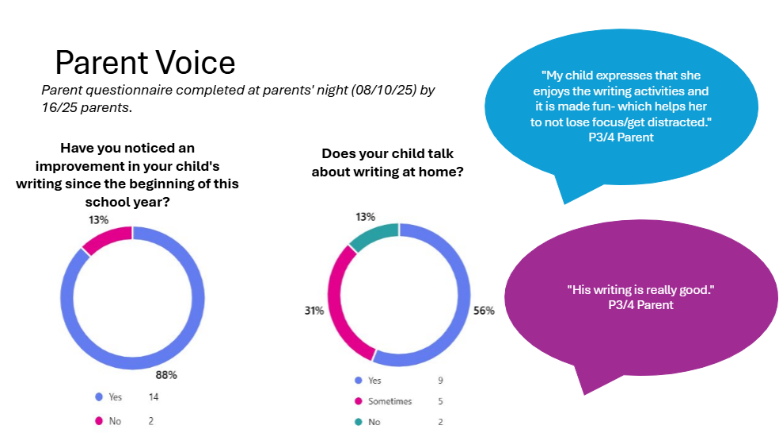 Parent Voice
Parent questionnaire completed at parents' night (08/10/25) by
16/25 parents.
Have you noticed an
improvement in your child's
writing since the beginning of this
school year?
13%
88%
Yes 14
No 2
Does your child talk
about writing at home?
13%
31%
56%
Yes 9
Sometimes 5
No 2
"My child expresses that she
enjoys the writing activities and
it is made fun- which helps her
to not lose focus/get distracted."
P3/4 Parent
"His writing is really good."
P3/4 Parent